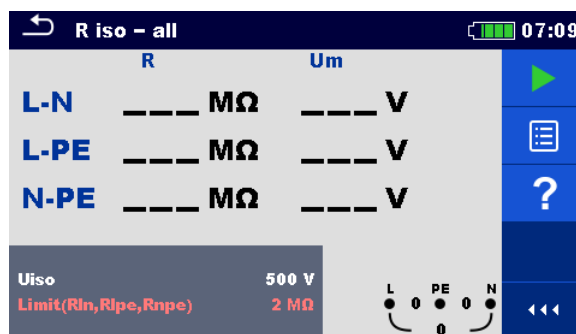 R iso – all 07:09
R Um
L-N ___ MΩ ___ V
L-PE ___ MΩ ___ V
N-PE ___ MΩ ___ V
?
Uiso 500 V
Limit(Rln,Rlpe,Rnpe) 2 MΩ
L PE N
0 0
0